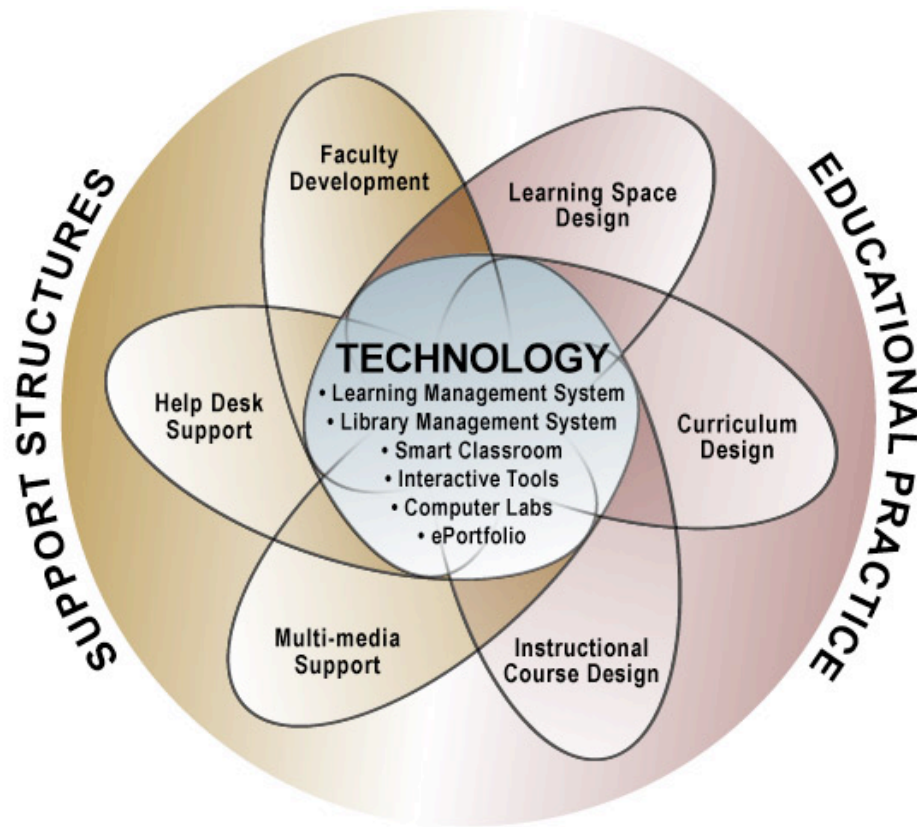 SUPPORT STRUCTURES
EDUCATIONAL PRACTICE
Faculty
Development
Learning Space
Design
Help Desk
Support
TECHNOLOGY
• Learning Management System
• Library Management System
• Smart Classroom
• Interactive Tools
• Computer Labs
• ePortfolio
Curriculum
Design
Multi-media
Support
Instructional
Course Design